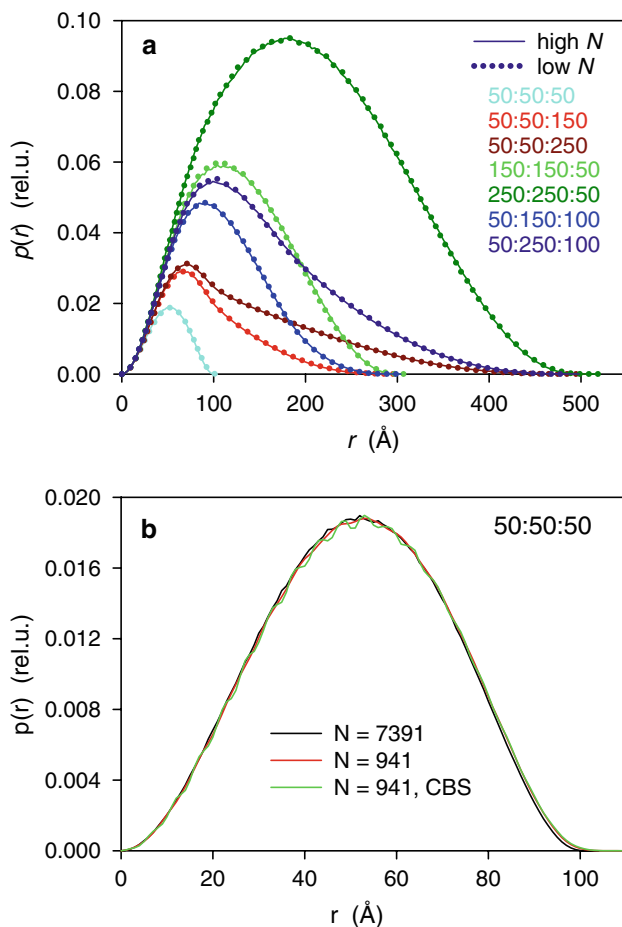 a
high N
low N
50:50:50
50:50:150
50:50:250
150:150:50
250:250:50
50:150:100
50:250:100
p(r) (rel.u.)
0.10
0.08
0.06
0.04
0.02
0.00
0 100 200 300 400 500
r (Å)
b
50:50:50
N = 7391
N = 941
N = 941, CBS
p(r) (rel.u.)
0.020
0.016
0.012
0.008
0.004
0.000
0 20 40 60 80 100
r (Å)